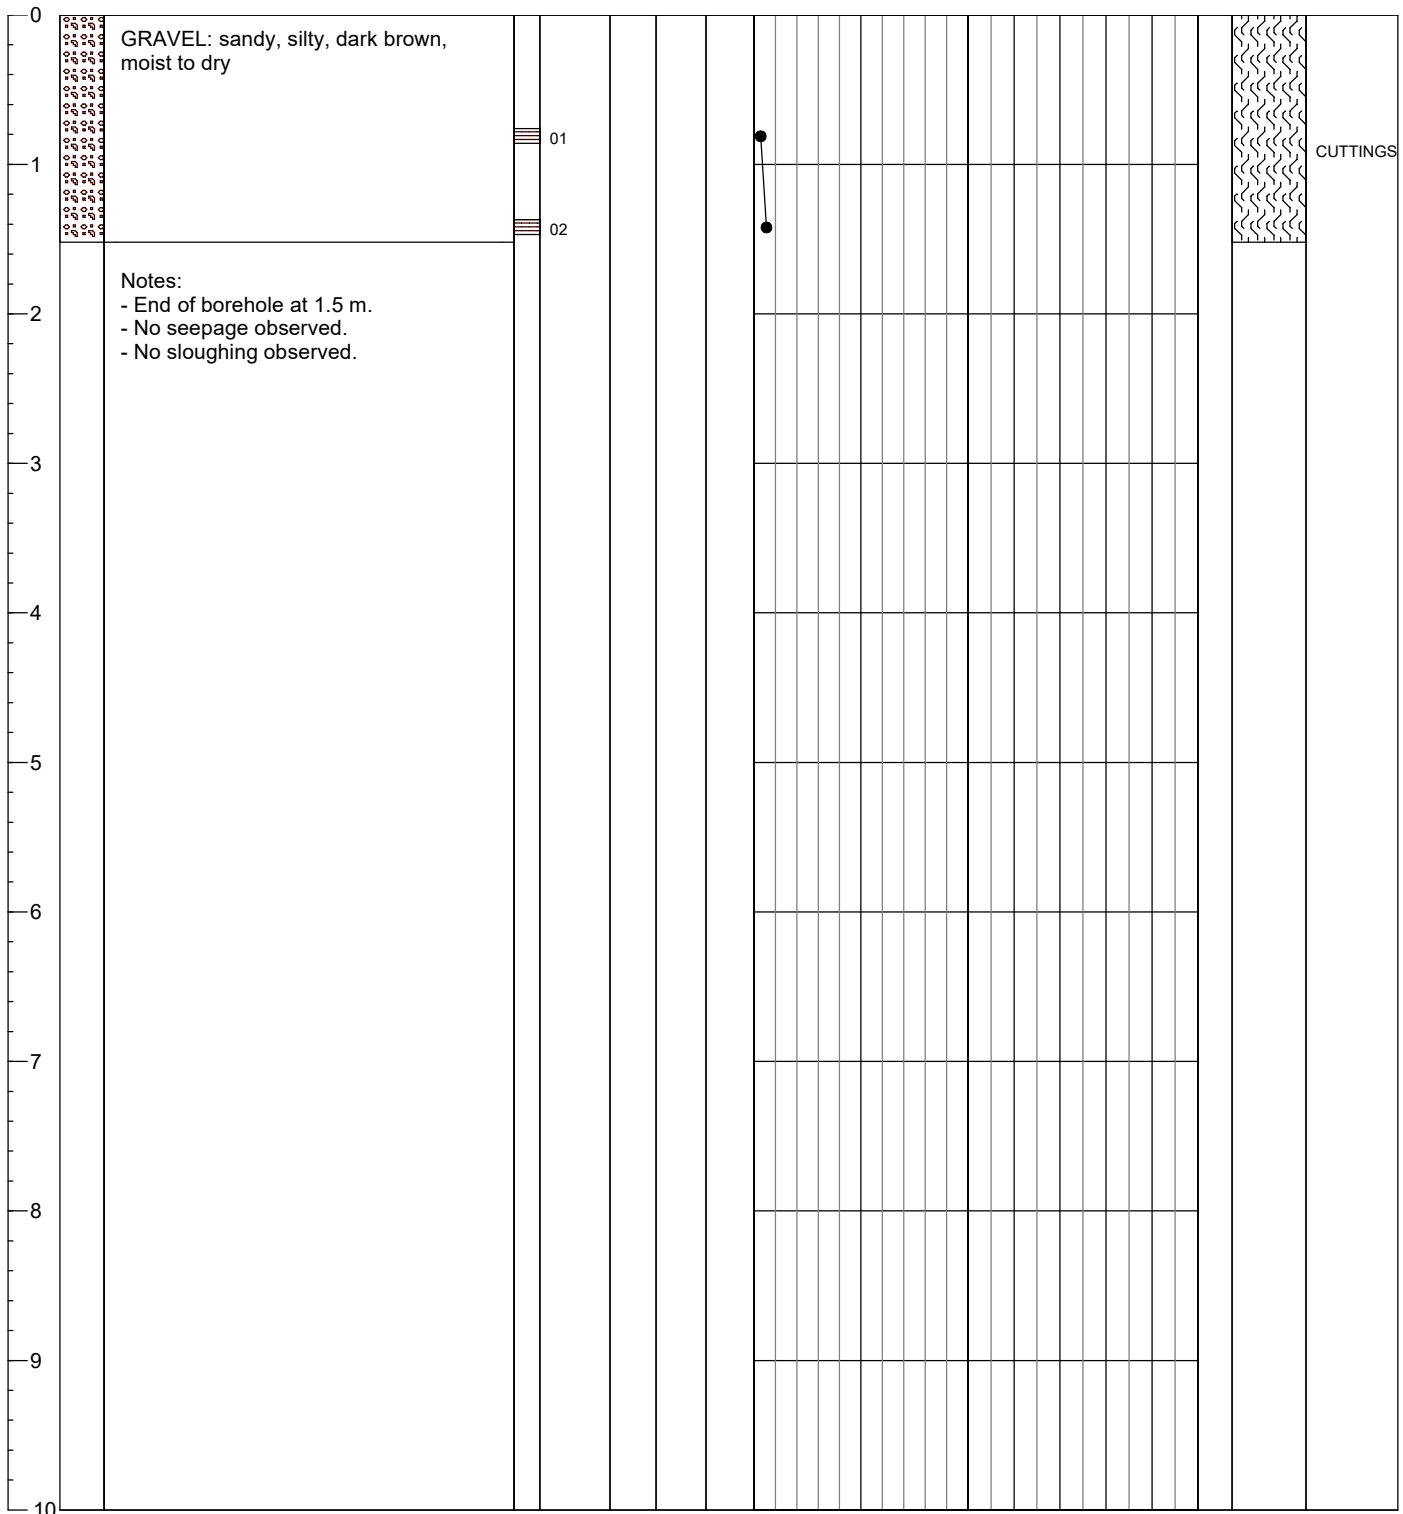 0
GRAVEL: sandy, silty, dark brown,
moist to dry
01
1
CUTTINGS
02
Notes:
- End of borehole at 1.5 m.
2
- No seepage observed.
- No sloughing observed.
3
4
5
6
7
8
9
10